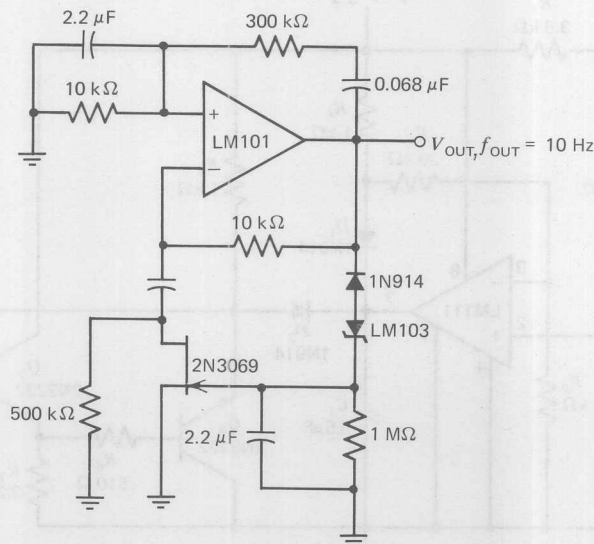 2.2 μF
300 kΩ
0.068 μF
10 kΩ
+
LM101
−
V_OUT, f_OUT = 10 Hz
10 kΩ
1N914
LM103
2N3069
500 kΩ
2.2 μF
1 MΩ